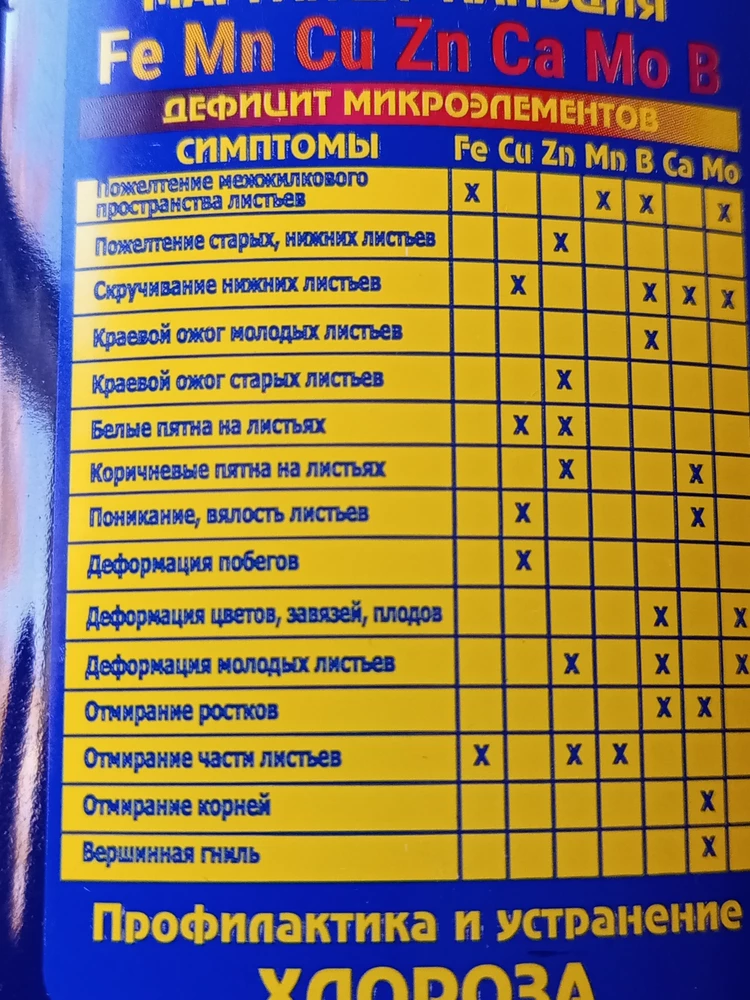 Fe Mn Cu Zn Ca Mo B
ДЕФИЦИТ МИКРОЭЛЕМЕНТОВ
СИМПТОМЫ Fe Cu Zn Mn B Ca Mo
Пожелтение межжилкового
пространства листьев X X X X
Пожелтение старых, нижних листьев X
Скручивание нижних листьев X X X X
Краевой ожог молодых листьев X
Краевой ожог старых листьев X
Белые пятна на листьях X X
Коричневые пятна на листьях X X
Поникание, вялость листьев X X
Деформация побегов X
Деформация цветов, завязей, плодов X X
Деформация молодых листьев X X X
Отмирание ростков X X
Отмирание части листьев X X X
Отмирание корней X
Вершинная гниль X
Профилактика и устранение
ХЛОРОЗА